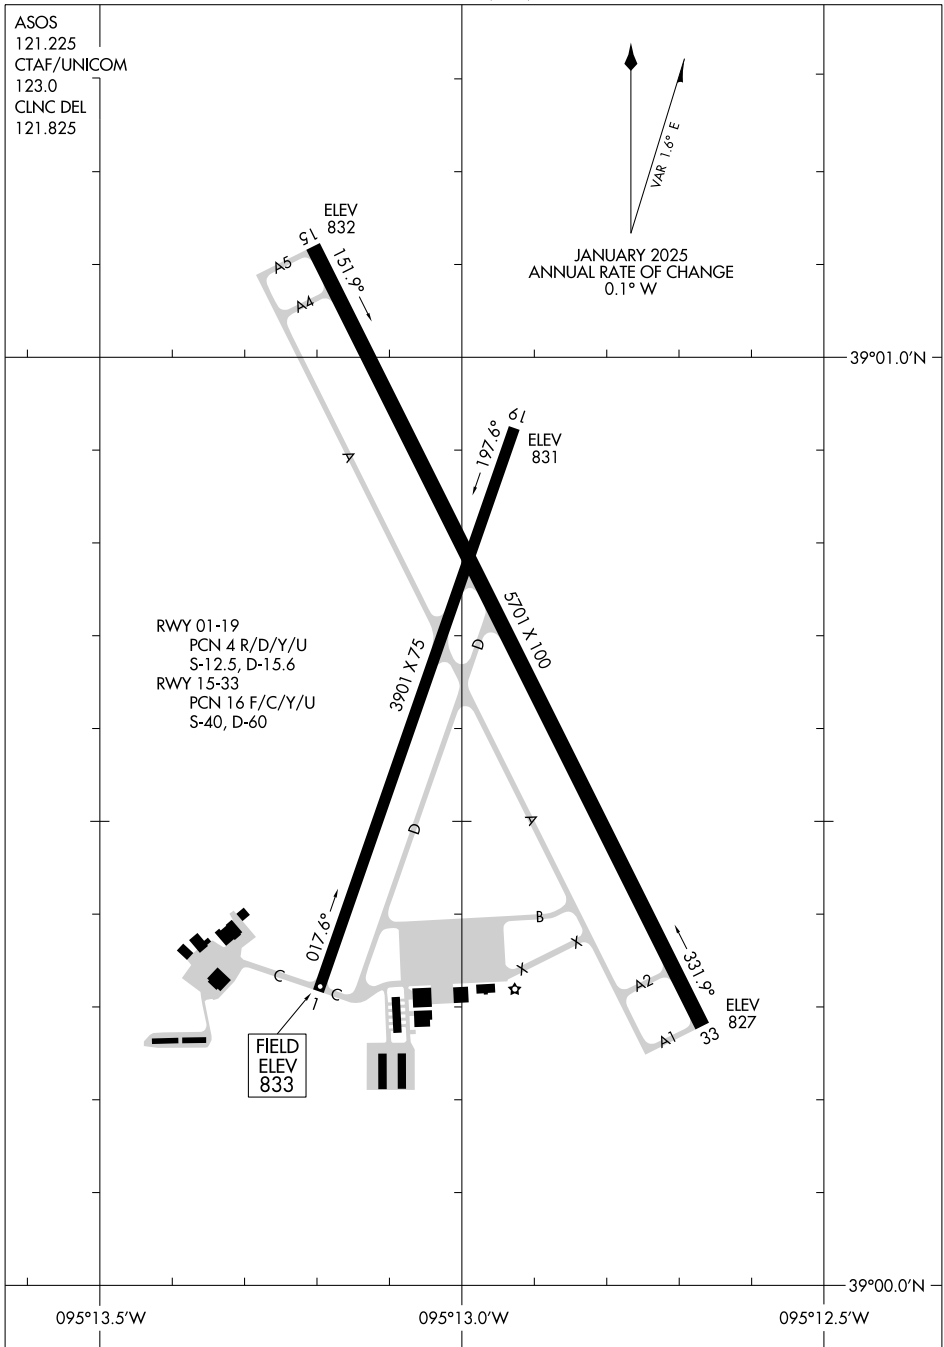 ASOS
121.225
CTAF/UNICOM
123.0
CLNC DEL
121.825
VAR 1.6° E
JANUARY 2025
ANNUAL RATE OF CHANGE
0.1° W
ELEV
832
15
151.9°
A5
A4
39°01.0'N
19
197.6°
ELEV
831
A
5701 X 100
RWY 01-19
PCN 4 R/D/Y/U
S-12.5, D-15.6
RWY 15-33
PCN 16 F/C/Y/U
S-40, D-60
3901 X 75
D
D
A
B
X
X
017.6°
C
C
1
A2
331.9°
ELEV
827
33
A1
FIELD
ELEV
833
39°00.0'N
095°13.5'W
095°13.0'W
095°12.5'W